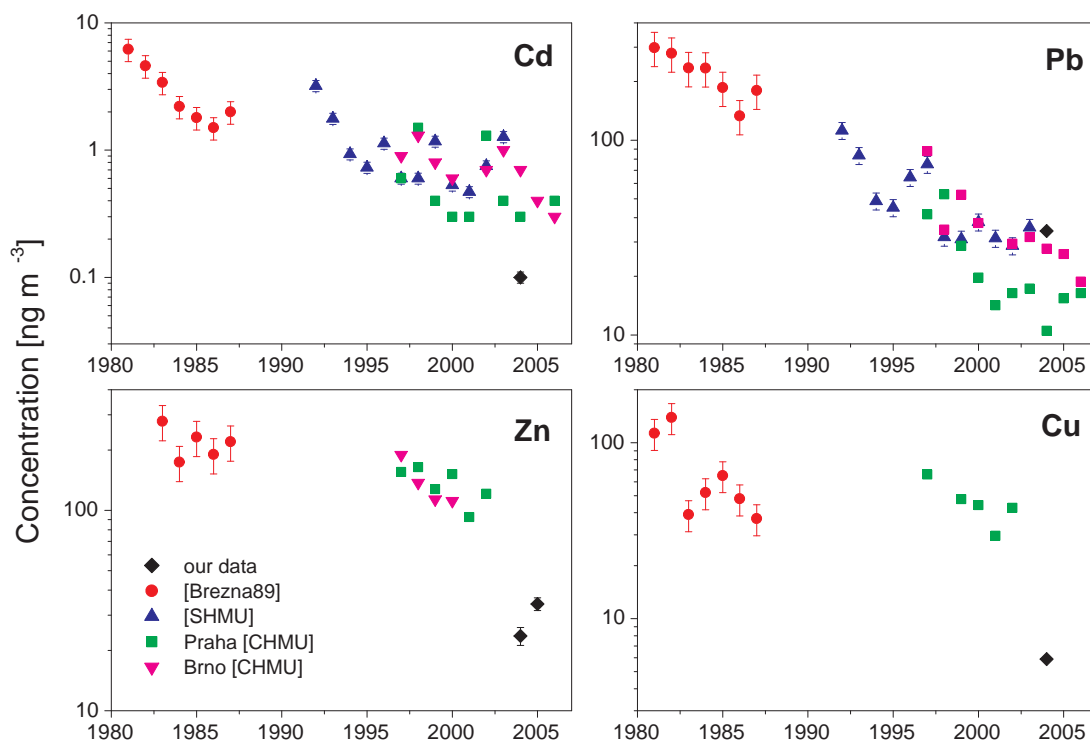 Concentration [ng m -3]
10
1
0.1
Cd
1980 1985 1990 1995 2000 2005
100
10
Pb
1980 1985 1990 1995 2000 2005
100
10
Zn
our data
[Brezna89]
[SHMU]
Praha [CHMU]
Brno [CHMU]
1980 1985 1990 1995 2000 2005
100
10
Cu
1980 1985 1990 1995 2000 2005